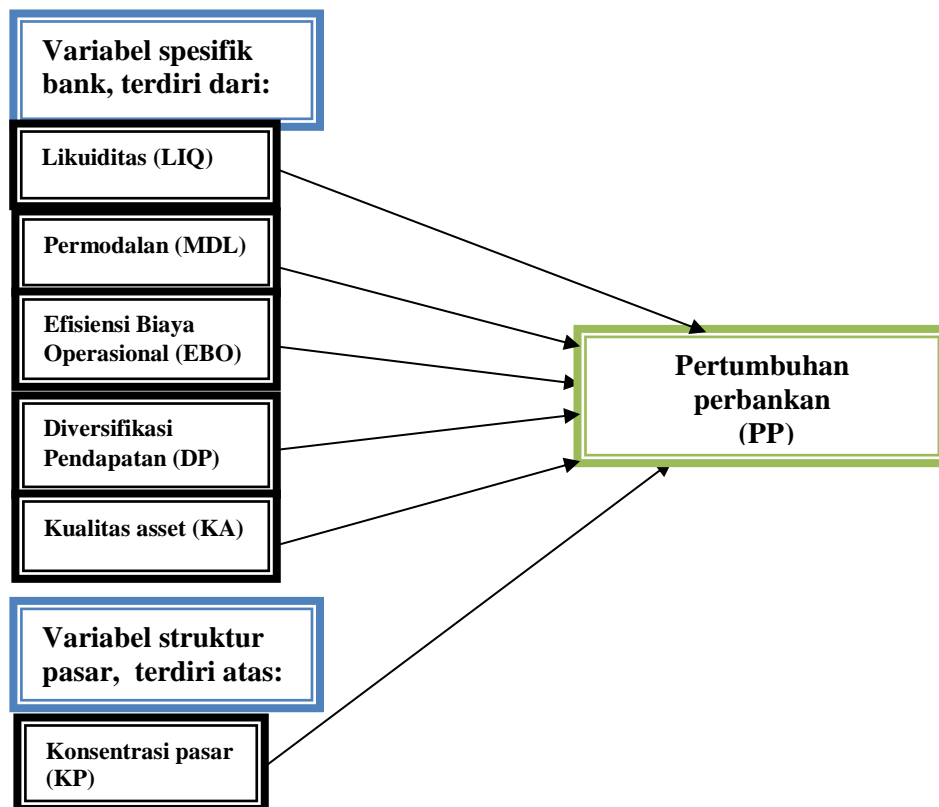 Variabel spesifik
bank, terdiri dari:
Likuiditas (LIQ)
Permodalan (MDL)
Efisiensi Biaya
Operasional (EBO)
Diversifikasi
Pendapatan (DP)
Kualitas asset (KA)
Pertumbuhan
perbankan
(PP)
Variabel struktur
pasar, terdiri atas:
Konsentrasi pasar
(KP)